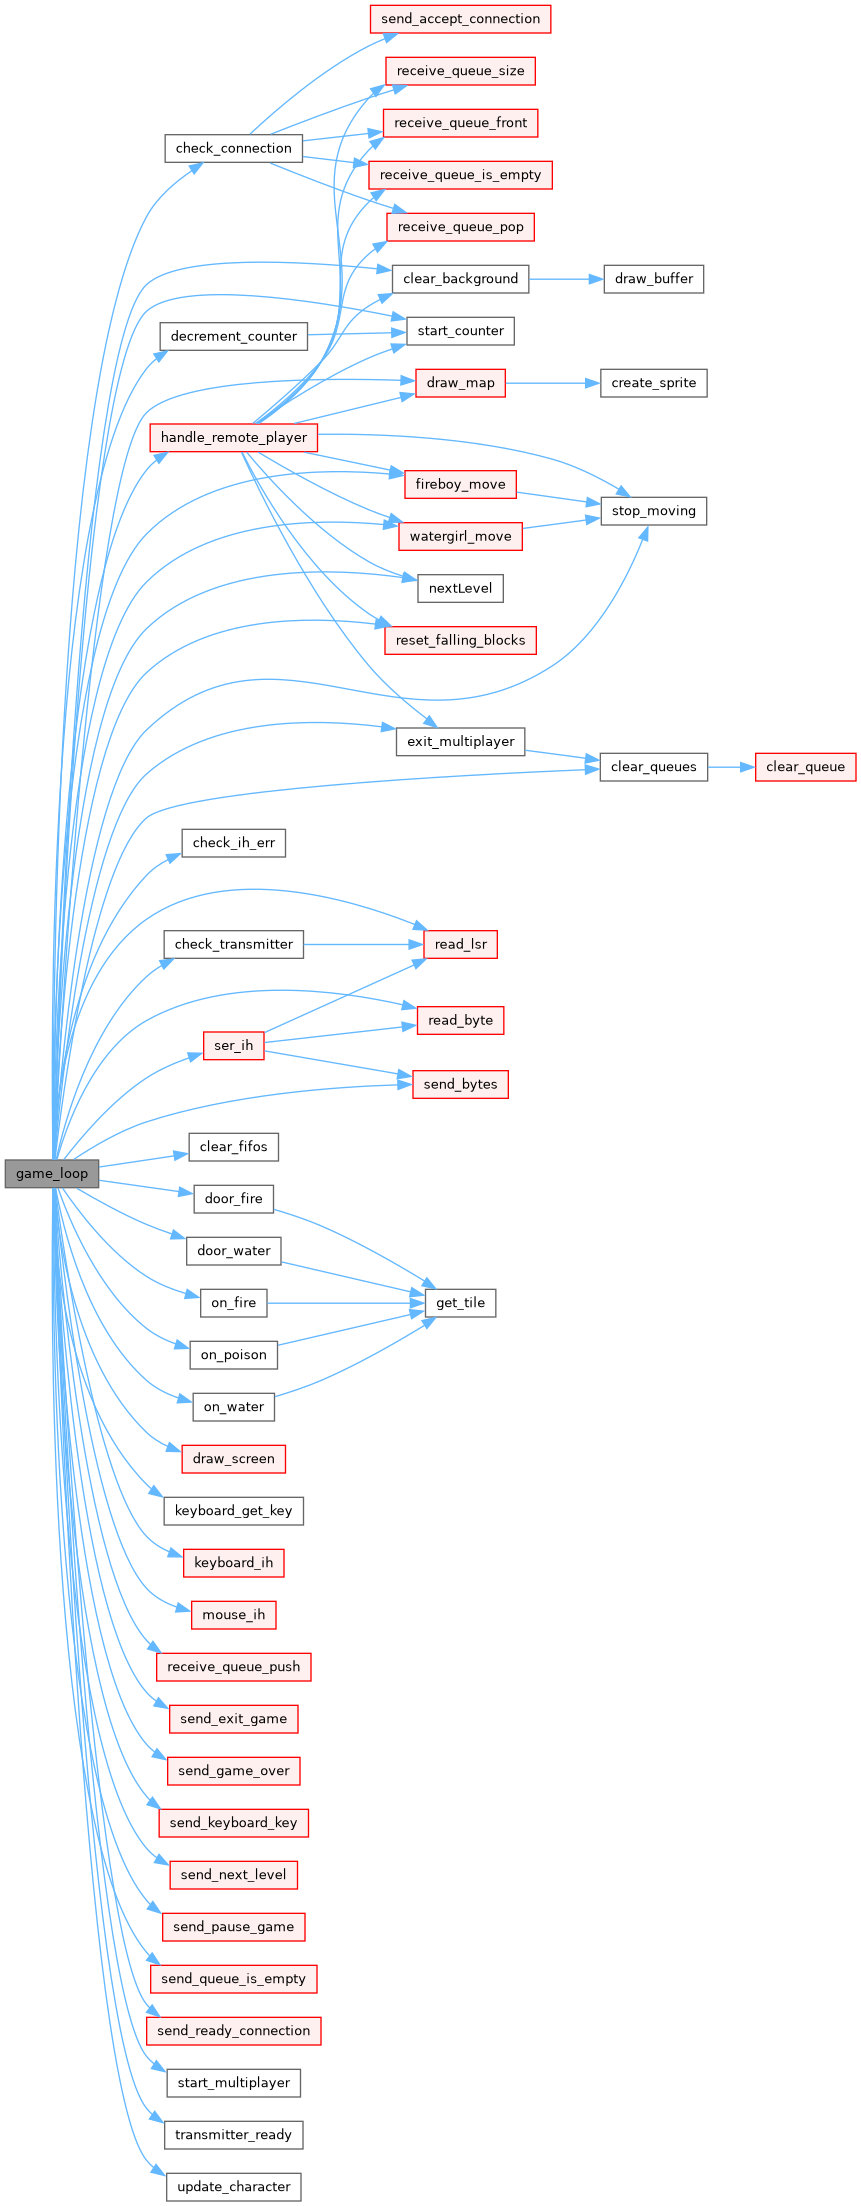 send_accept_connection
receive_queue_size
receive_queue_front
check_connection
receive_queue_is_empty
receive_queue_pop
clear_background
draw_buffer
decrement_counter
start_counter
draw_map
create_sprite
handle_remote_player
fireboy_move
stop_moving
watergirl_move
nextLevel
reset_falling_blocks
exit_multiplayer
clear_queues
clear_queue
check_ih_err
check_transmitter
read_lsr
read_byte
ser_ih
send_bytes
clear_fifos
game_loop
door_fire
door_water
on_fire
get_tile
on_poison
on_water
draw_screen
keyboard_get_key
keyboard_ih
mouse_ih
receive_queue_push
send_exit_game
send_game_over
send_keyboard_key
send_next_level
send_pause_game
send_queue_is_empty
send_ready_connection
start_multiplayer
transmitter_ready
update_character